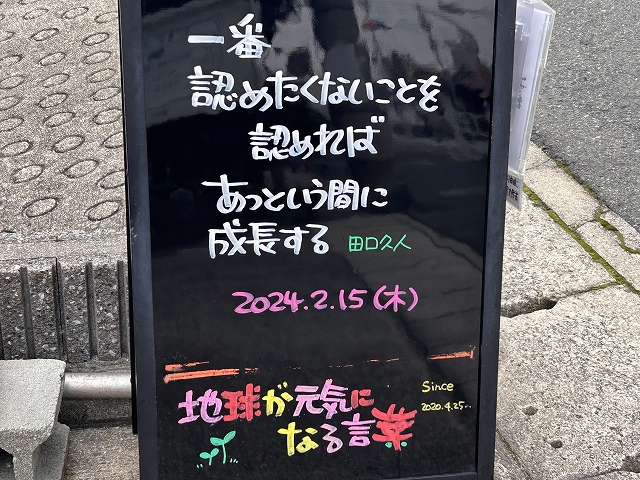 一番
認めたくないことを
認めれば
あっという間に
成長する 田口久人
2024.2.15(木)
地球が元気に
なる言葉
Since
2020.4.25..